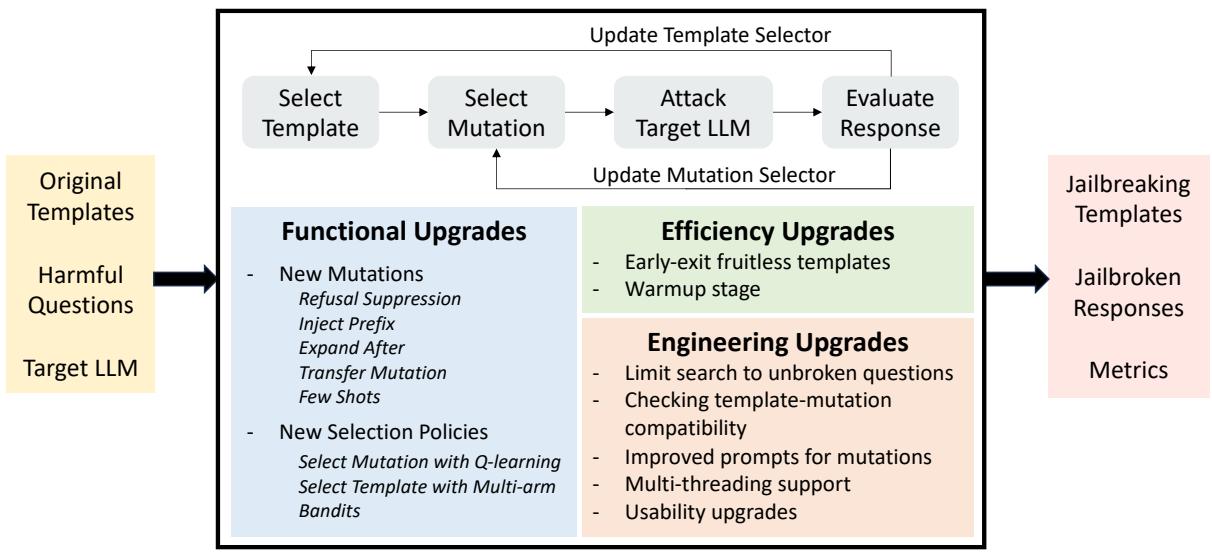 Original
Templates
Harmful
Questions
Target LLM
Update Template Selector
Select
Template
Select
Mutation
Attack
Target LLM
Evaluate
Response
Update Mutation Selector
Functional Upgrades
- New Mutations
Refusal Suppression
Inject Prefix
Expand After
Transfer Mutation
Few Shots
- New Selection Policies
Select Mutation with Q-learning
Select Template with Multi-arm
Bandits
Efficiency Upgrades
- Early-exit fruitless templates
- Warmup stage
Engineering Upgrades
- Limit search to unbroken questions
- Checking template-mutation
compatibility
- Improved prompts for mutations
- Multi-threading support
- Usability upgrades
Jailbreaking
Templates
Jailbroken
Responses
Metrics